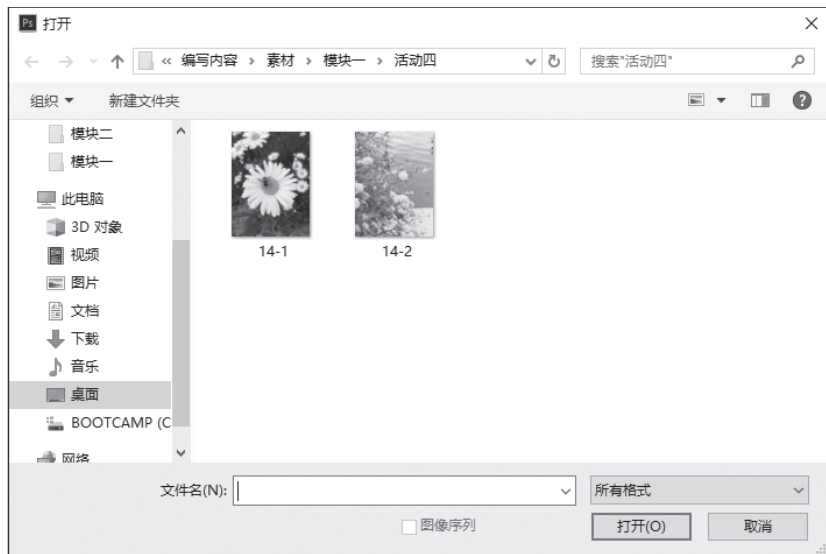 Ps 打开
« 编写内容 › 素材 › 模块一 › 活动四 搜索"活动四"
组织 新建文件夹
模块二
模块一
此电脑
3D 对象
视频
图片
文档
下载
音乐
桌面
BOOTCAMP (C
网络
14-1 14-2
文件名(N): 所有格式
图像序列 打开(O) 取消